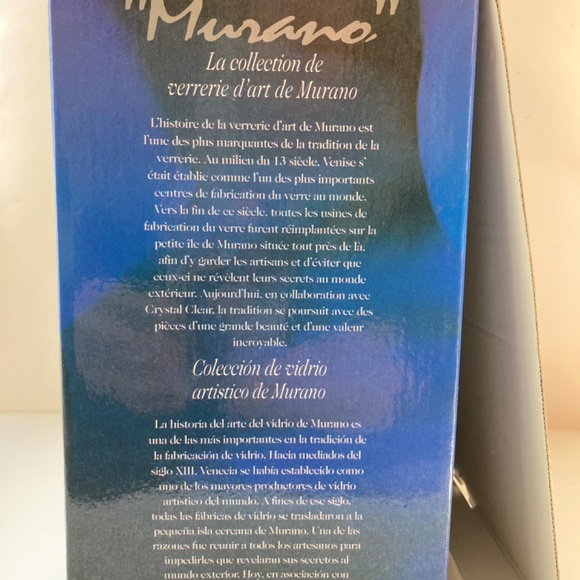 "Murano"
La collection de
verrerie d'art de Murano
L'histoire de la verrerie d'art de Murano est
l'une des plus marquantes de la tradition de la
verrerie. Au milieu du 13 siècle, Venise s'
était établie comme l'un des plus importants
centres de fabrication du verre au monde.
Vers la fin de ce siècle, toutes les usines de
fabrication du verre furent réimplantées sur la
petite île de Murano située tout près de là,
afin d'y garder les artisans et d'éviter que
ceux-ci ne révèlent leurs secrets au monde
extérieur. Aujourd'hui, en collaboration avec
Crystal Clear, la tradition se poursuit avec des
pièces d'une grande beauté et d'une valeur
incroyable.
Colección de vidrio
artistico de Murano
La historia del arte del vidrio de Murano es
una de las más importantes en la tradición de
la fabricación de vidrio. Hacia mediados del
siglo XIII, Venecia se había establecido como
uno de los mayores productores de vidrio
artístico del mundo. A fines de ese siglo,
todas las fábricas de vidrio se trasladaron a la
pequeña isla cercana de Murano. Una de las
razones fue reunir a todos los artesanos para
impedirles que revelaran sus secretos al
mundo exterior. Hoy, en asociación con